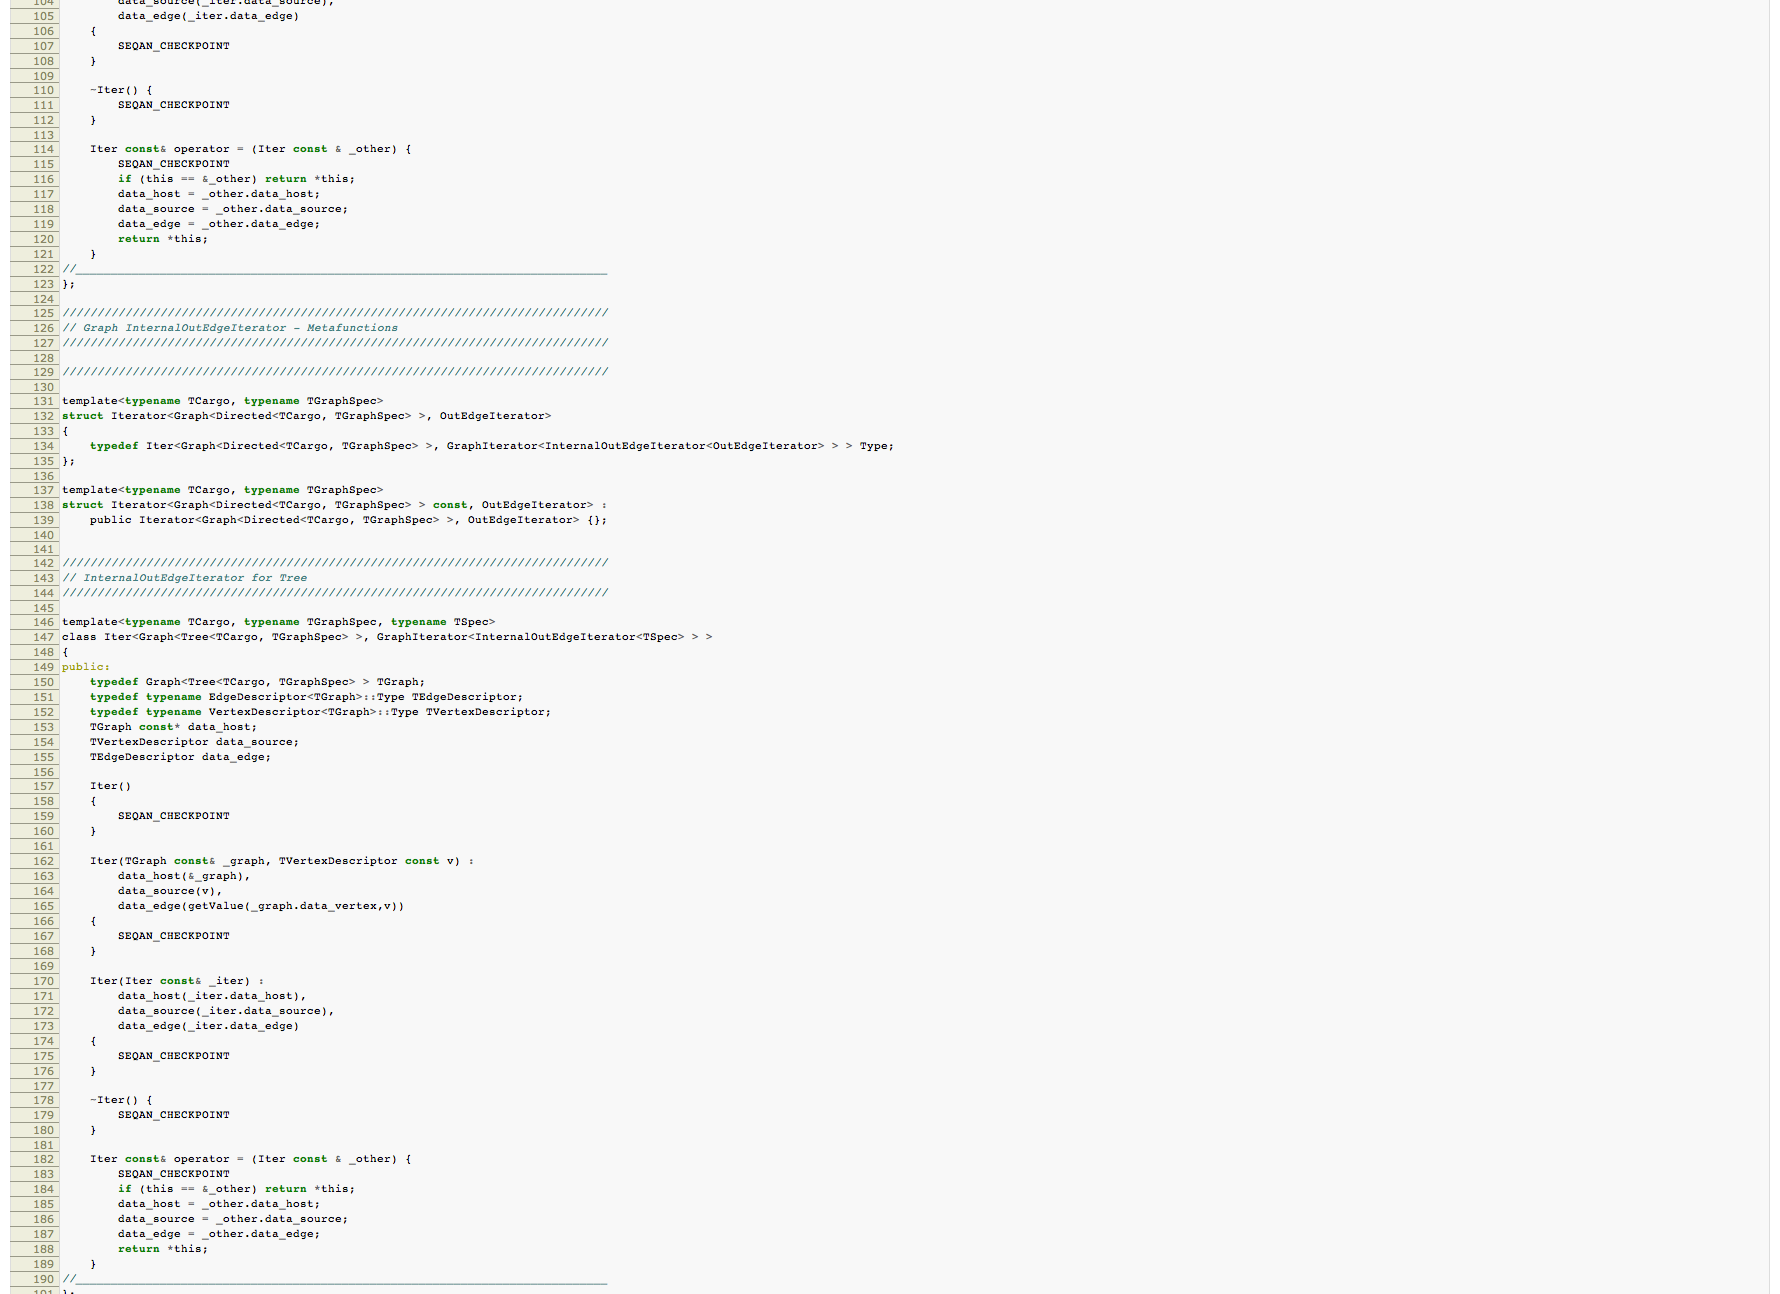 104         data_source(_iter.data_source),
105         data_edge(_iter.data_edge)
106     {
107         SEQAN_CHECKPOINT
108     }
109
110     ~Iter() {
111         SEQAN_CHECKPOINT
112     }
113
114     Iter const& operator = (Iter const & _other) {
115         SEQAN_CHECKPOINT
116         if (this == &_other) return *this;
117         data_host = _other.data_host;
118         data_source = _other.data_source;
119         data_edge = _other.data_edge;
120         return *this;
121     }
122 //____________________________________________________________________________
123 };
124
125 //////////////////////////////////////////////////////////////////////////////
126 // Graph InternalOutEdgeIterator - Metafunctions
127 //////////////////////////////////////////////////////////////////////////////
128
129 //////////////////////////////////////////////////////////////////////////////
130
131 template<typename TCargo, typename TGraphSpec>
132 struct Iterator<Graph<Directed<TCargo, TGraphSpec> >, OutEdgeIterator>
133 {
134     typedef Iter<Graph<Directed<TCargo, TGraphSpec> >, GraphIterator<InternalOutEdgeIterator<OutEdgeIterator> > > Type;
135 };
136
137 template<typename TCargo, typename TGraphSpec>
138 struct Iterator<Graph<Directed<TCargo, TGraphSpec> > const, OutEdgeIterator> :
139     public Iterator<Graph<Directed<TCargo, TGraphSpec> >, OutEdgeIterator> {};
140
141
142 //////////////////////////////////////////////////////////////////////////////
143 // InternalOutEdgeIterator for Tree
144 //////////////////////////////////////////////////////////////////////////////
145
146 template<typename TCargo, typename TGraphSpec, typename TSpec>
147 class Iter<Graph<Tree<TCargo, TGraphSpec> >, GraphIterator<InternalOutEdgeIterator<TSpec> > >
148 {
149 public:
150     typedef Graph<Tree<TCargo, TGraphSpec> > TGraph;
151     typedef typename EdgeDescriptor<TGraph>::Type TEdgeDescriptor;
152     typedef typename VertexDescriptor<TGraph>::Type TVertexDescriptor;
153     TGraph const* data_host;
154     TVertexDescriptor data_source;
155     TEdgeDescriptor data_edge;
156
157     Iter()
158     {
159         SEQAN_CHECKPOINT
160     }
161
162     Iter(TGraph const& _graph, TVertexDescriptor const v) :
163         data_host(&_graph),
164         data_source(v),
165         data_edge(getValue(_graph.data_vertex,v))
166     {
167         SEQAN_CHECKPOINT
168     }
169
170     Iter(Iter const& _iter) :
171         data_host(_iter.data_host),
172         data_source(_iter.data_source),
173         data_edge(_iter.data_edge)
174     {
175         SEQAN_CHECKPOINT
176     }
177
178     ~Iter() {
179         SEQAN_CHECKPOINT
180     }
181
182     Iter const& operator = (Iter const & _other) {
183         SEQAN_CHECKPOINT
184         if (this == &_other) return *this;
185         data_host = _other.data_host;
186         data_source = _other.data_source;
187         data_edge = _other.data_edge;
188         return *this;
189     }
190 //____________________________________________________________________________
191 };